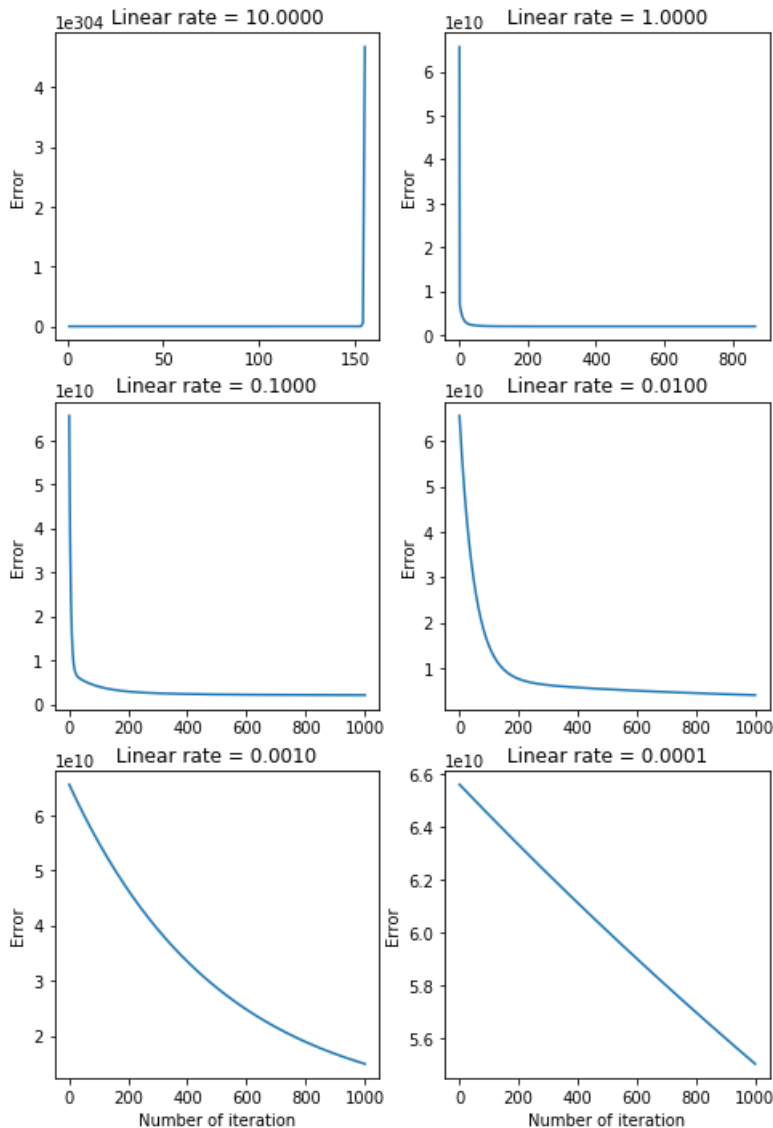 1e304 Linear rate = 10.0000
4
3
2
1
0
Error
0 50 100 150
1e10 Linear rate = 1.0000
6
5
4
3
2
1
0
Error
0 200 400 600 800
1e10 Linear rate = 0.1000
6
5
4
3
2
1
0
Error
0 200 400 600 800 1000
1e10 Linear rate = 0.0100
6
5
4
3
2
1
Error
0 200 400 600 800 1000
1e10 Linear rate = 0.0010
6
5
4
3
2
Error
0 200 400 600 800 1000
Number of iteration
1e10 Linear rate = 0.0001
6.6
6.4
6.2
6.0
5.8
5.6
Error
0 200 400 600 800 1000
Number of iteration